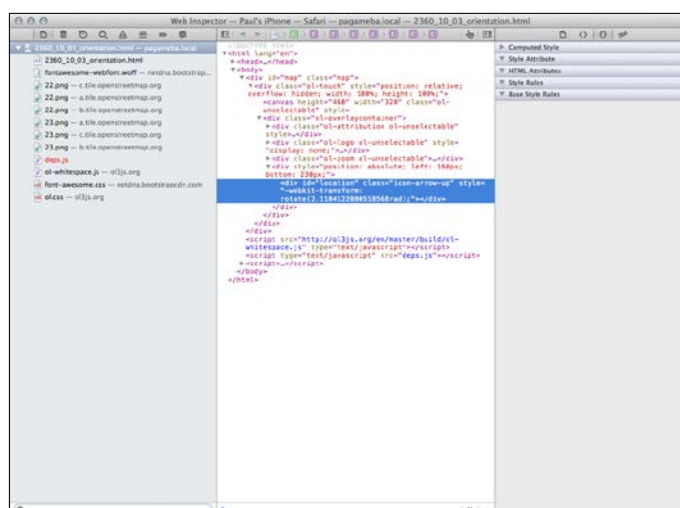 Web Inspector — Paul's iPhone — Safari — pagameba.local — 2360_10_03_orientation.html
2360_10_01_orientation.html — pagameba.local
2360_10_03_orientation.html
fontawesome-webfont.woff — netdna.bootstrap...
22.png — c.tile.openstreetmap.org
22.png — a.tile.openstreetmap.org
22.png — a.tile.openstreetmap.org
22.png — b.tile.openstreetmap.org
23.png — a.tile.openstreetmap.org
23.png — b.tile.openstreetmap.org
deps.js
ol-whitespace.js — ol3js.org
font-awesome.css — netdna.bootstrapcdn.com
ol.css — ol3js.org
<!DOCTYPE html>
<html lang="en">
<head>…</head>
<body>
<div id="map" class="map">
<div class="ol-touch" style="position: relative;
overflow: hidden; width: 100%; height: 100%;">
<canvas height="460" width="320" class="ol-
unselectable" style=
<div class="ol-overlaycontainer">
<div class="ol-attribution ol-unselectable"
style>…</div>
<div class="ol-logo ol-unselectable" style=
"display: none;">…</div>
<div class="ol-zoom ol-unselectable">…</div>
<div style="position: absolute; left: 160px;
bottom: 230px;">
<div id="location" class="icon-arrow-up" style=
"-webkit-transform:
rotate(2.1184122080518568rad);"></div>
</div>
</div>
</div>
</div>
<script src="http://ol3js.org/en/master/build/ol-
whitespace.js" type="text/javascript"></script>
<script type="text/javascript" src="deps.js"></script>
<script>…</script>
</body>
</html>
Computed Style
Style Attribute
HTML Attributes
Style Rules
Base Style Rules